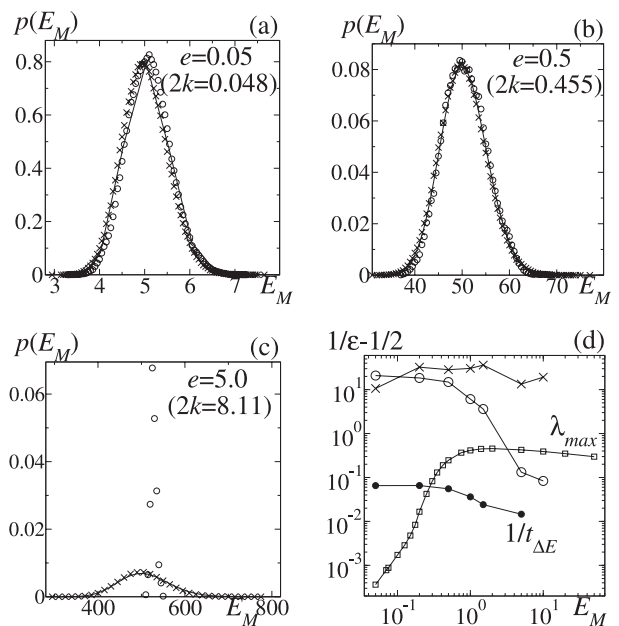 p(E_M) (a)
0.8
e=0.05
(2k=0.048)
0.6
0.4
0.2
0
3 4 5 6 7 E_M
(b)
0.08
e=0.5
(2k=0.455)
0.06
0.04
0.02
0
40 50 60 70 E_M
p(E_M) (c)
0.06
e=5.0
(2k=8.11)
0.04
0.02
0
400 600 800
E_M
1/ε-1/2 (d)
10^1
10^0
λ_max
10^-1
10^-2
1/t_ΔE
10^-3
10^-1 10^0 10^1 E_M